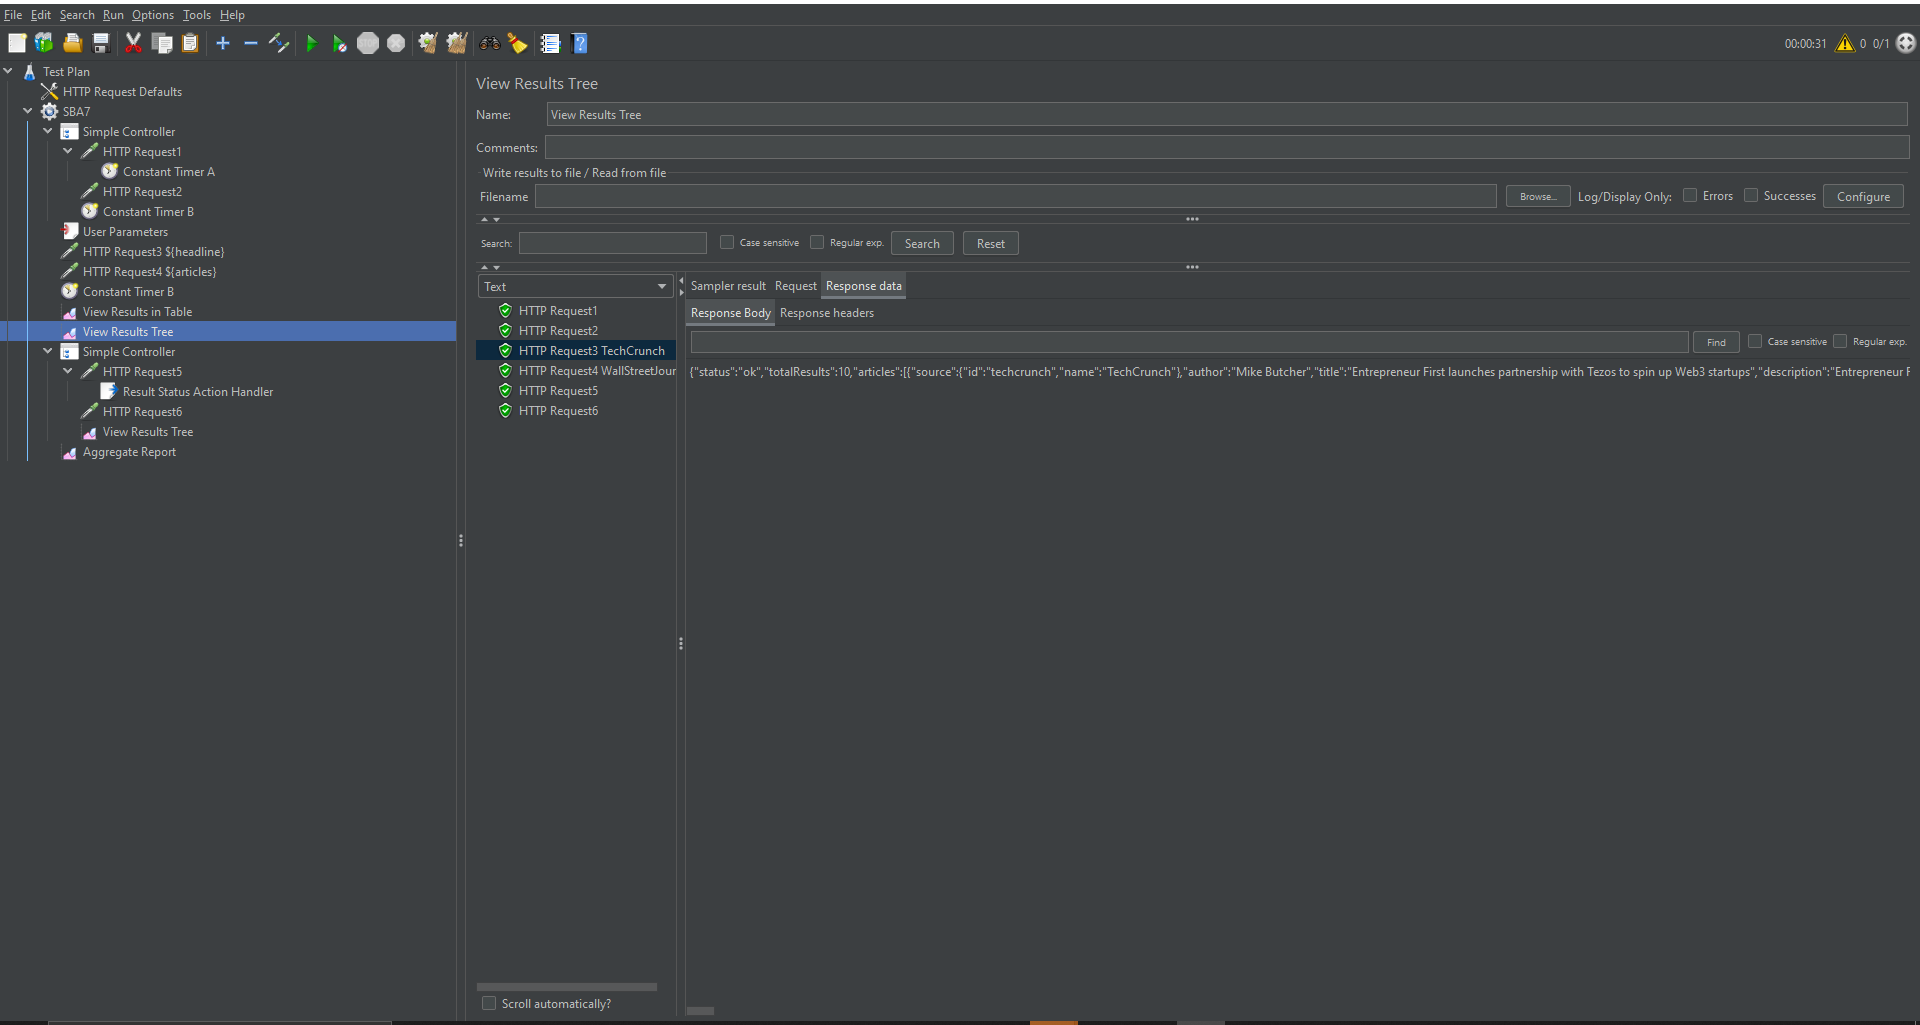 File Edit Search Run Options Tools Help
00:00:31 0 0/1
Test Plan
HTTP Request Defaults
SBA7
Simple Controller
HTTP Request1
Constant Timer A
HTTP Request2
Constant Timer B
User Parameters
HTTP Request3 ${headline}
HTTP Request4 ${articles}
Constant Timer B
View Results in Table
View Results Tree
Simple Controller
HTTP Request5
Result Status Action Handler
HTTP Request6
View Results Tree
Aggregate Report
View Results Tree
Name: View Results Tree
Comments:
Write results to file / Read from file
Filename Browse... Log/Display Only: Errors Successes Configure
Search: Case sensitive Regular exp. Search Reset
Text
HTTP Request1
HTTP Request2
HTTP Request3 TechCrunch
HTTP Request4 WallStreetJour
HTTP Request5
HTTP Request6
Scroll automatically?
Sampler result Request Response data
Response Body Response headers
Find Case sensitive Regular exp.
{"status":"ok","totalResults":10,"articles":[{"source":{"id":"techcrunch","name":"TechCrunch"},"author":"Mike Butcher","title":"Entrepreneur First launches partnership with Tezos to spin up Web3 startups","description":"Entrepreneur F